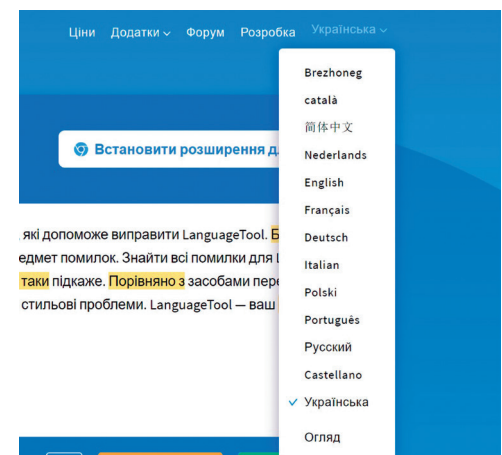 Ціни Додатки Форум Розробка Українська
Brezhoneg
català
简体中文
Встановити розширення д
Nederlands
English
Français
які допоможе виправити LanguageTool. Б
Deutsch
едмет помилок. Знайти всі помилки для
Italian
таки підкаже. Порівняно з засобами пере
Polski
стильові проблеми. LanguageTool — ваш
Português
Русский
Castellano
Українська
Огляд